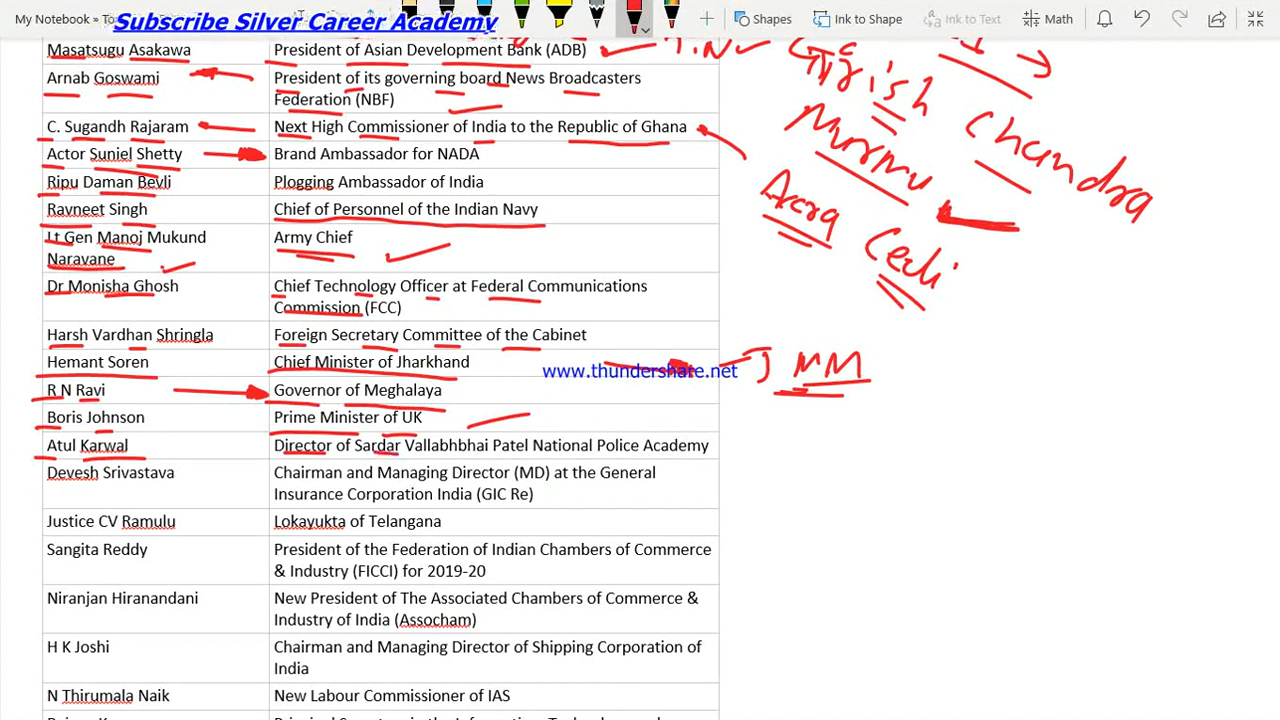 My Notebook » To
Subscribe Silver Career Academy
Shapes
Ink to Shape
Ink to Text
Math
Masatsugu Asakawa President of Asian Development Bank (ADB)
T.N
Arnab Goswami President of its governing board News Broadcasters
Federation (NBF)
Girish Chandra
Murmu
C. Sugandh Rajaram Next High Commissioner of India to the Republic of Ghana
Actor Suniel Shetty Brand Ambassador for NADA
Ripu Daman Bevli Plogging Ambassador of India
Accra
Ravneet Singh Chief of Personnel of the Indian Navy
Lt Gen Manoj Mukund Army Chief
Naravane
Cedi
Dr Monisha Ghosh Chief Technology Officer at Federal Communications
Commission (FCC)
Harsh Vardhan Shringla Foreign Secretary Committee of the Cabinet
Hemant Soren Chief Minister of Jharkhand
www.thundershare.net
JMM
R N Ravi Governor of Meghalaya
Boris Johnson Prime Minister of UK
Atul Karwal Director of Sardar Vallabhbhai Patel National Police Academy
Devesh Srivastava Chairman and Managing Director (MD) at the General
Insurance Corporation India (GIC Re)
Justice CV Ramulu Lokayukta of Telangana
Sangita Reddy President of the Federation of Indian Chambers of Commerce
& Industry (FICCI) for 2019-20
Niranjan Hiranandani New President of The Associated Chambers of Commerce &
Industry of India (Assocham)
H K Joshi Chairman and Managing Director of Shipping Corporation of
India
N Thirumala Naik New Labour Commissioner of IAS